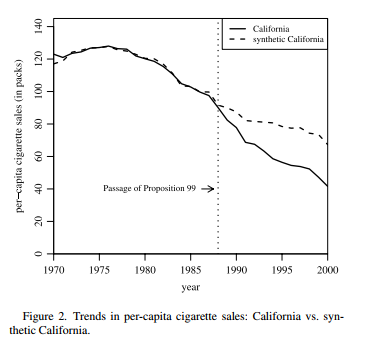 California
synthetic California
per-capita cigarette sales (in packs)
140
120
100
80
60
40
20
0
Passage of Proposition 99
1970 1975 1980 1985 1990 1995 2000
year
Figure 2. Trends in per-capita cigarette sales: California vs. syn-
thetic California.